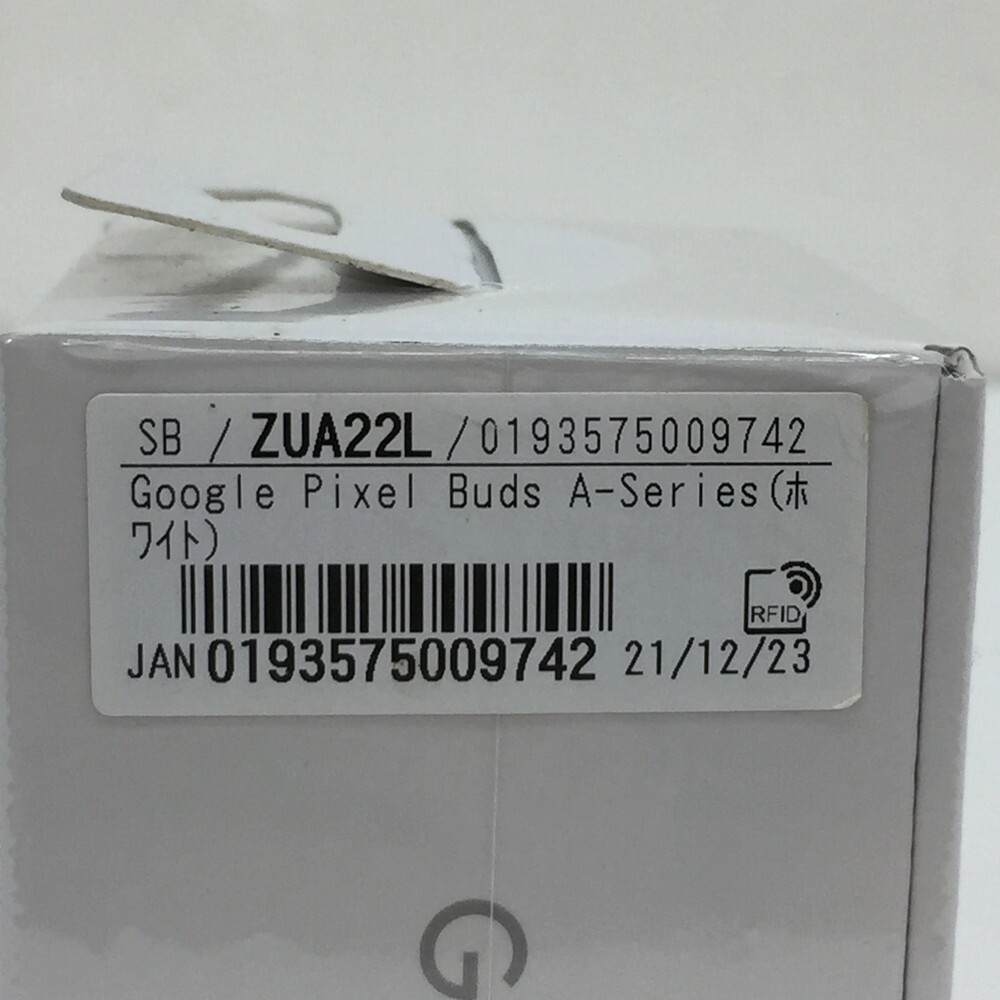 SB / ZUA22L / 0193575009742
Google Pixel Buds A-Series(ホ
ワイト)
RFID
JAN 0193575009742 21/12/23
G